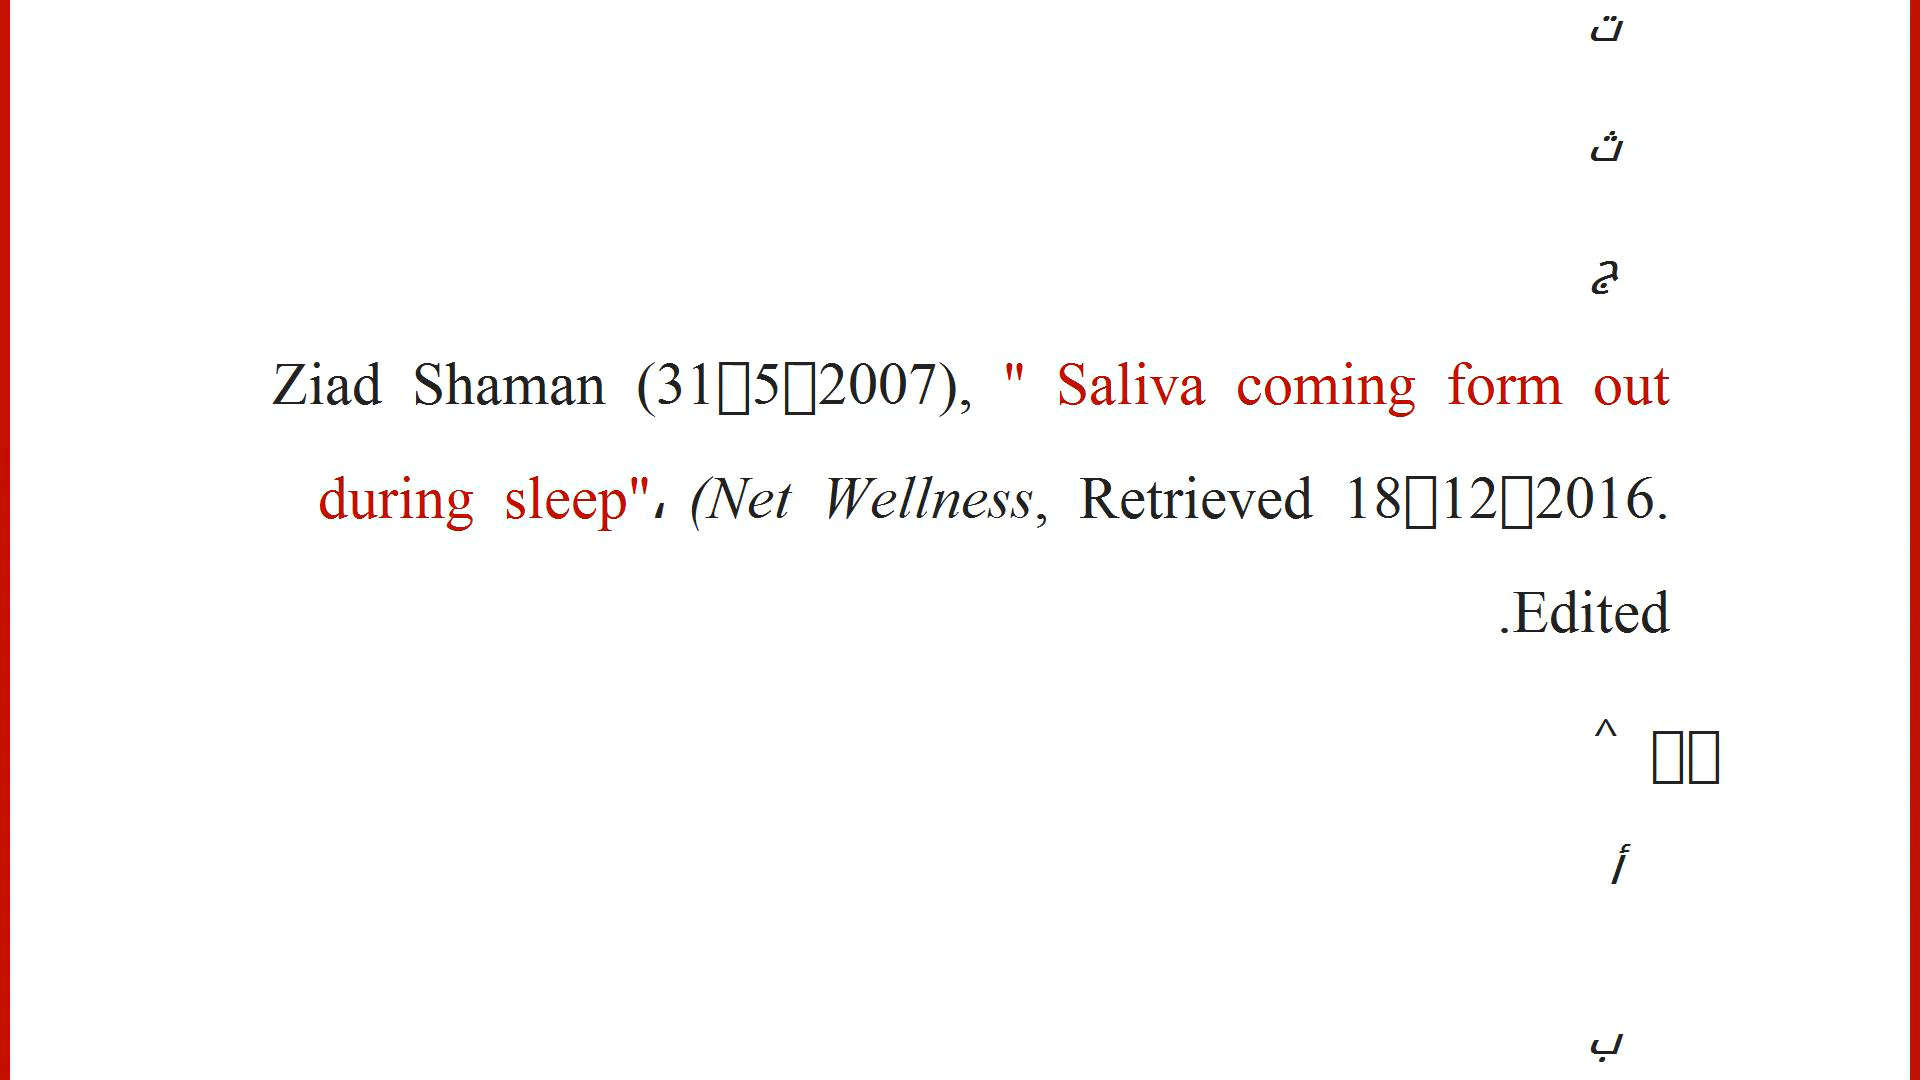 ت
ث
ج
Ziad Shaman (31▯5▯2007), " Saliva coming form out
during sleep"، (Net Wellness, Retrieved 18▯12▯2016.
.Edited
▯▯ ^
أ
ب